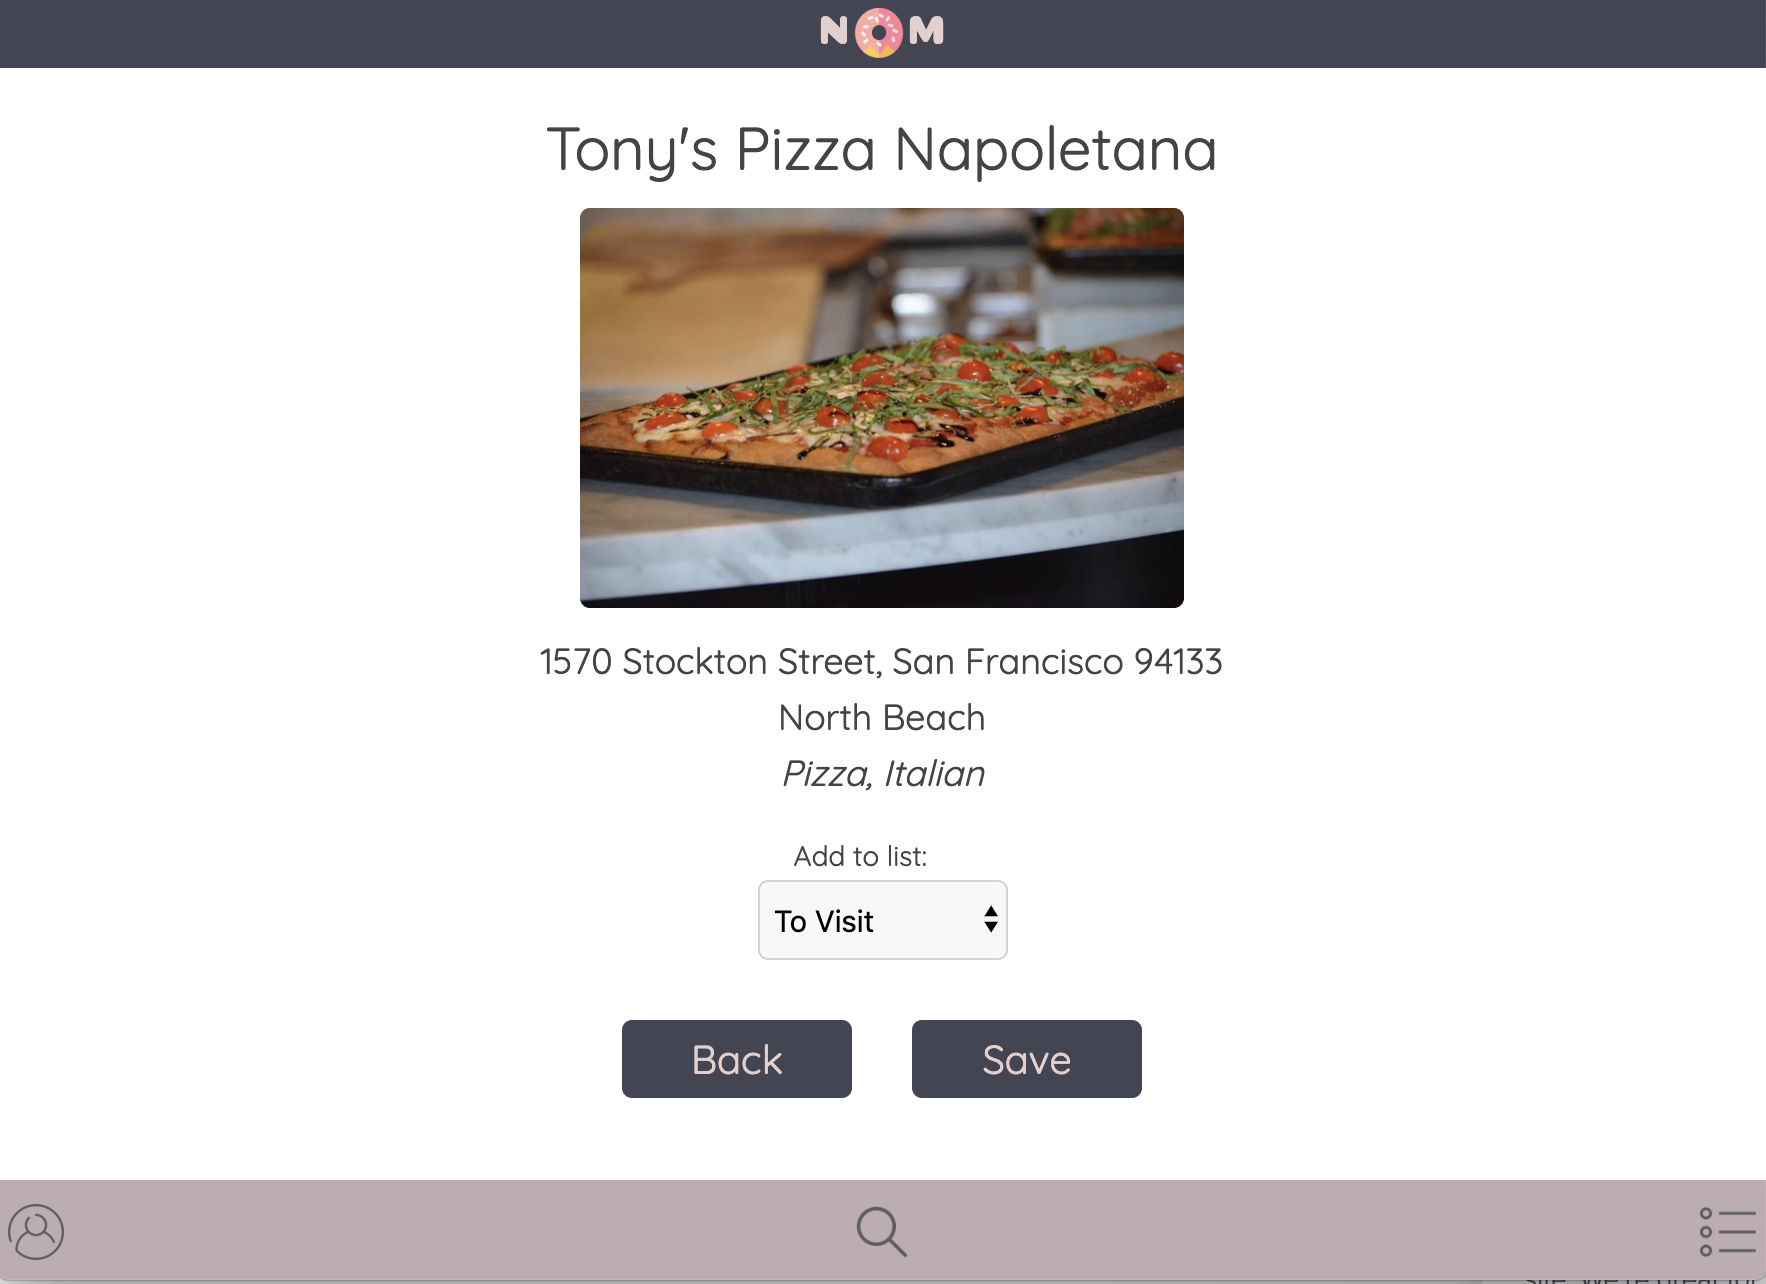 NOM
Tony's Pizza Napoletana
1570 Stockton Street, San Francisco 94133
North Beach
Pizza, Italian
Add to list:
To Visit
Back
Save